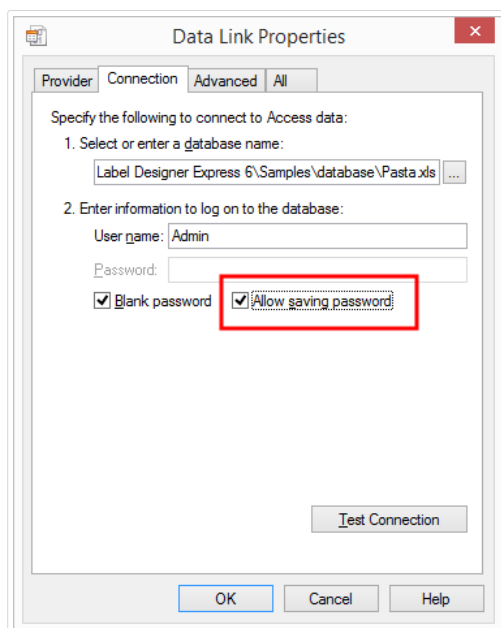 Data Link Properties
Provider Connection Advanced All
Specify the following to connect to Access data:
1. Select or enter a database name:
Label Designer Express 6\Samples\database\Pasta.xls ...
2. Enter information to log on to the database:
User name: Admin
Password:
Blank password Allow saving password
Test Connection
OK Cancel Help